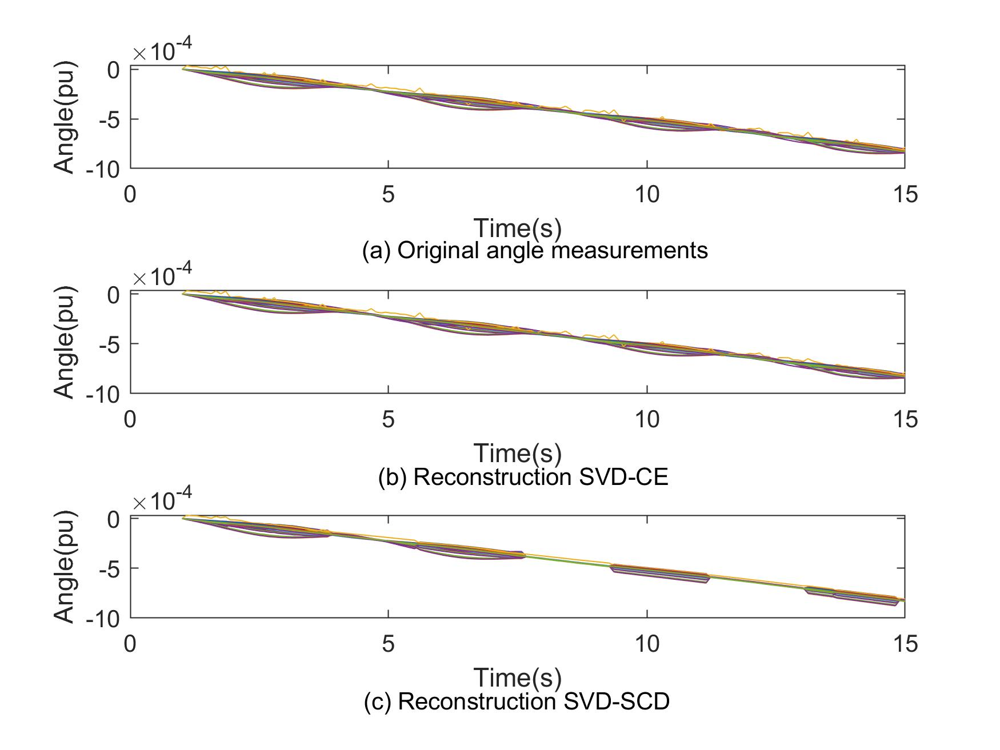 ×10-4
Angle(pu)
0
-5
-10
0 5 10 15
Time(s)
(a) Original angle measurements
×10-4
Angle(pu)
0
-5
-10
0 5 10 15
Time(s)
(b) Reconstruction SVD-CE
×10-4
Angle(pu)
0
-5
-10
0 5 10 15
Time(s)
(c) Reconstruction SVD-SCD